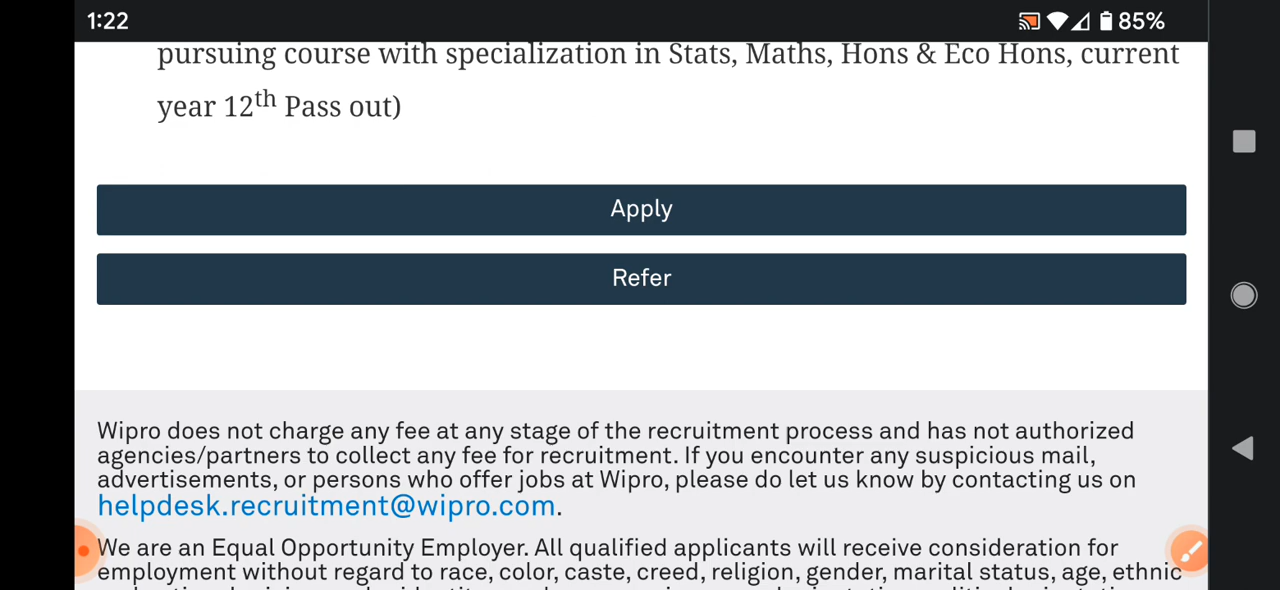 1:22
85%
pursuing course with specialization in Stats, Maths, Hons & Eco Hons, current
year 12th Pass out)
Apply
Refer
Wipro does not charge any fee at any stage of the recruitment process and has not authorized
agencies/partners to collect any fee for recruitment. If you encounter any suspicious mail,
advertisements, or persons who offer jobs at Wipro, please do let us know by contacting us on
helpdesk.recruitment@wipro.com.
We are an Equal Opportunity Employer. All qualified applicants will receive consideration for
employment without regard to race, color, caste, creed, religion, gender, marital status, age, ethnic